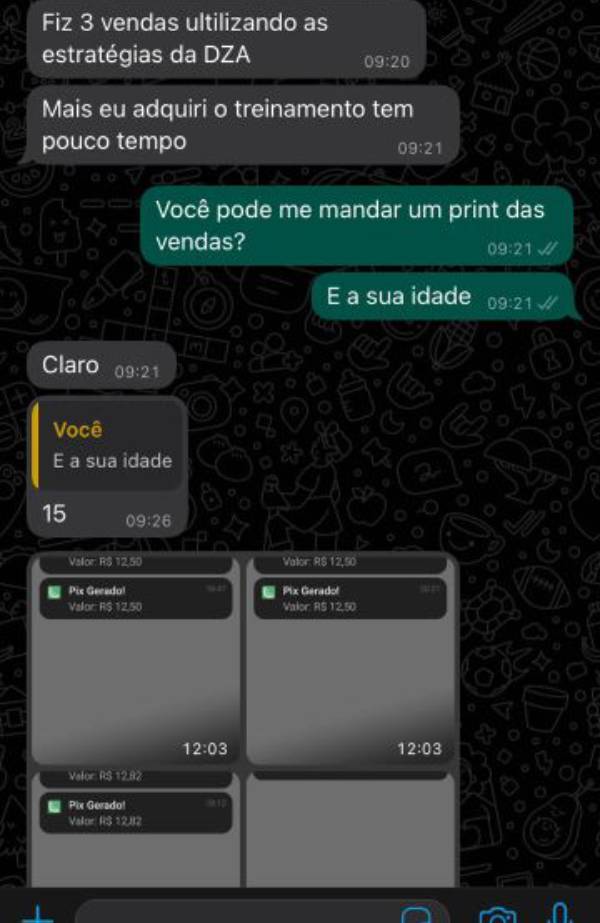 Fiz 3 vendas ultilizando as
estratégias da DZA
09:20
Mais eu adquiri o treinamento tem
pouco tempo
09:21
Você pode me mandar um print das
vendas?
09:21
E a sua idade 09:21
Claro 09:21
Você
E a sua idade
15 09:26
Valor: R$ 12,50
Valor: R$ 12,50
Pix Gerado!
Valor: R$ 12,50
Pix Gerado!
Valor: R$ 12,50
12:03
12:03
Valor: R$ 12,82
Pix Gerado!
Valor: R$ 12,82